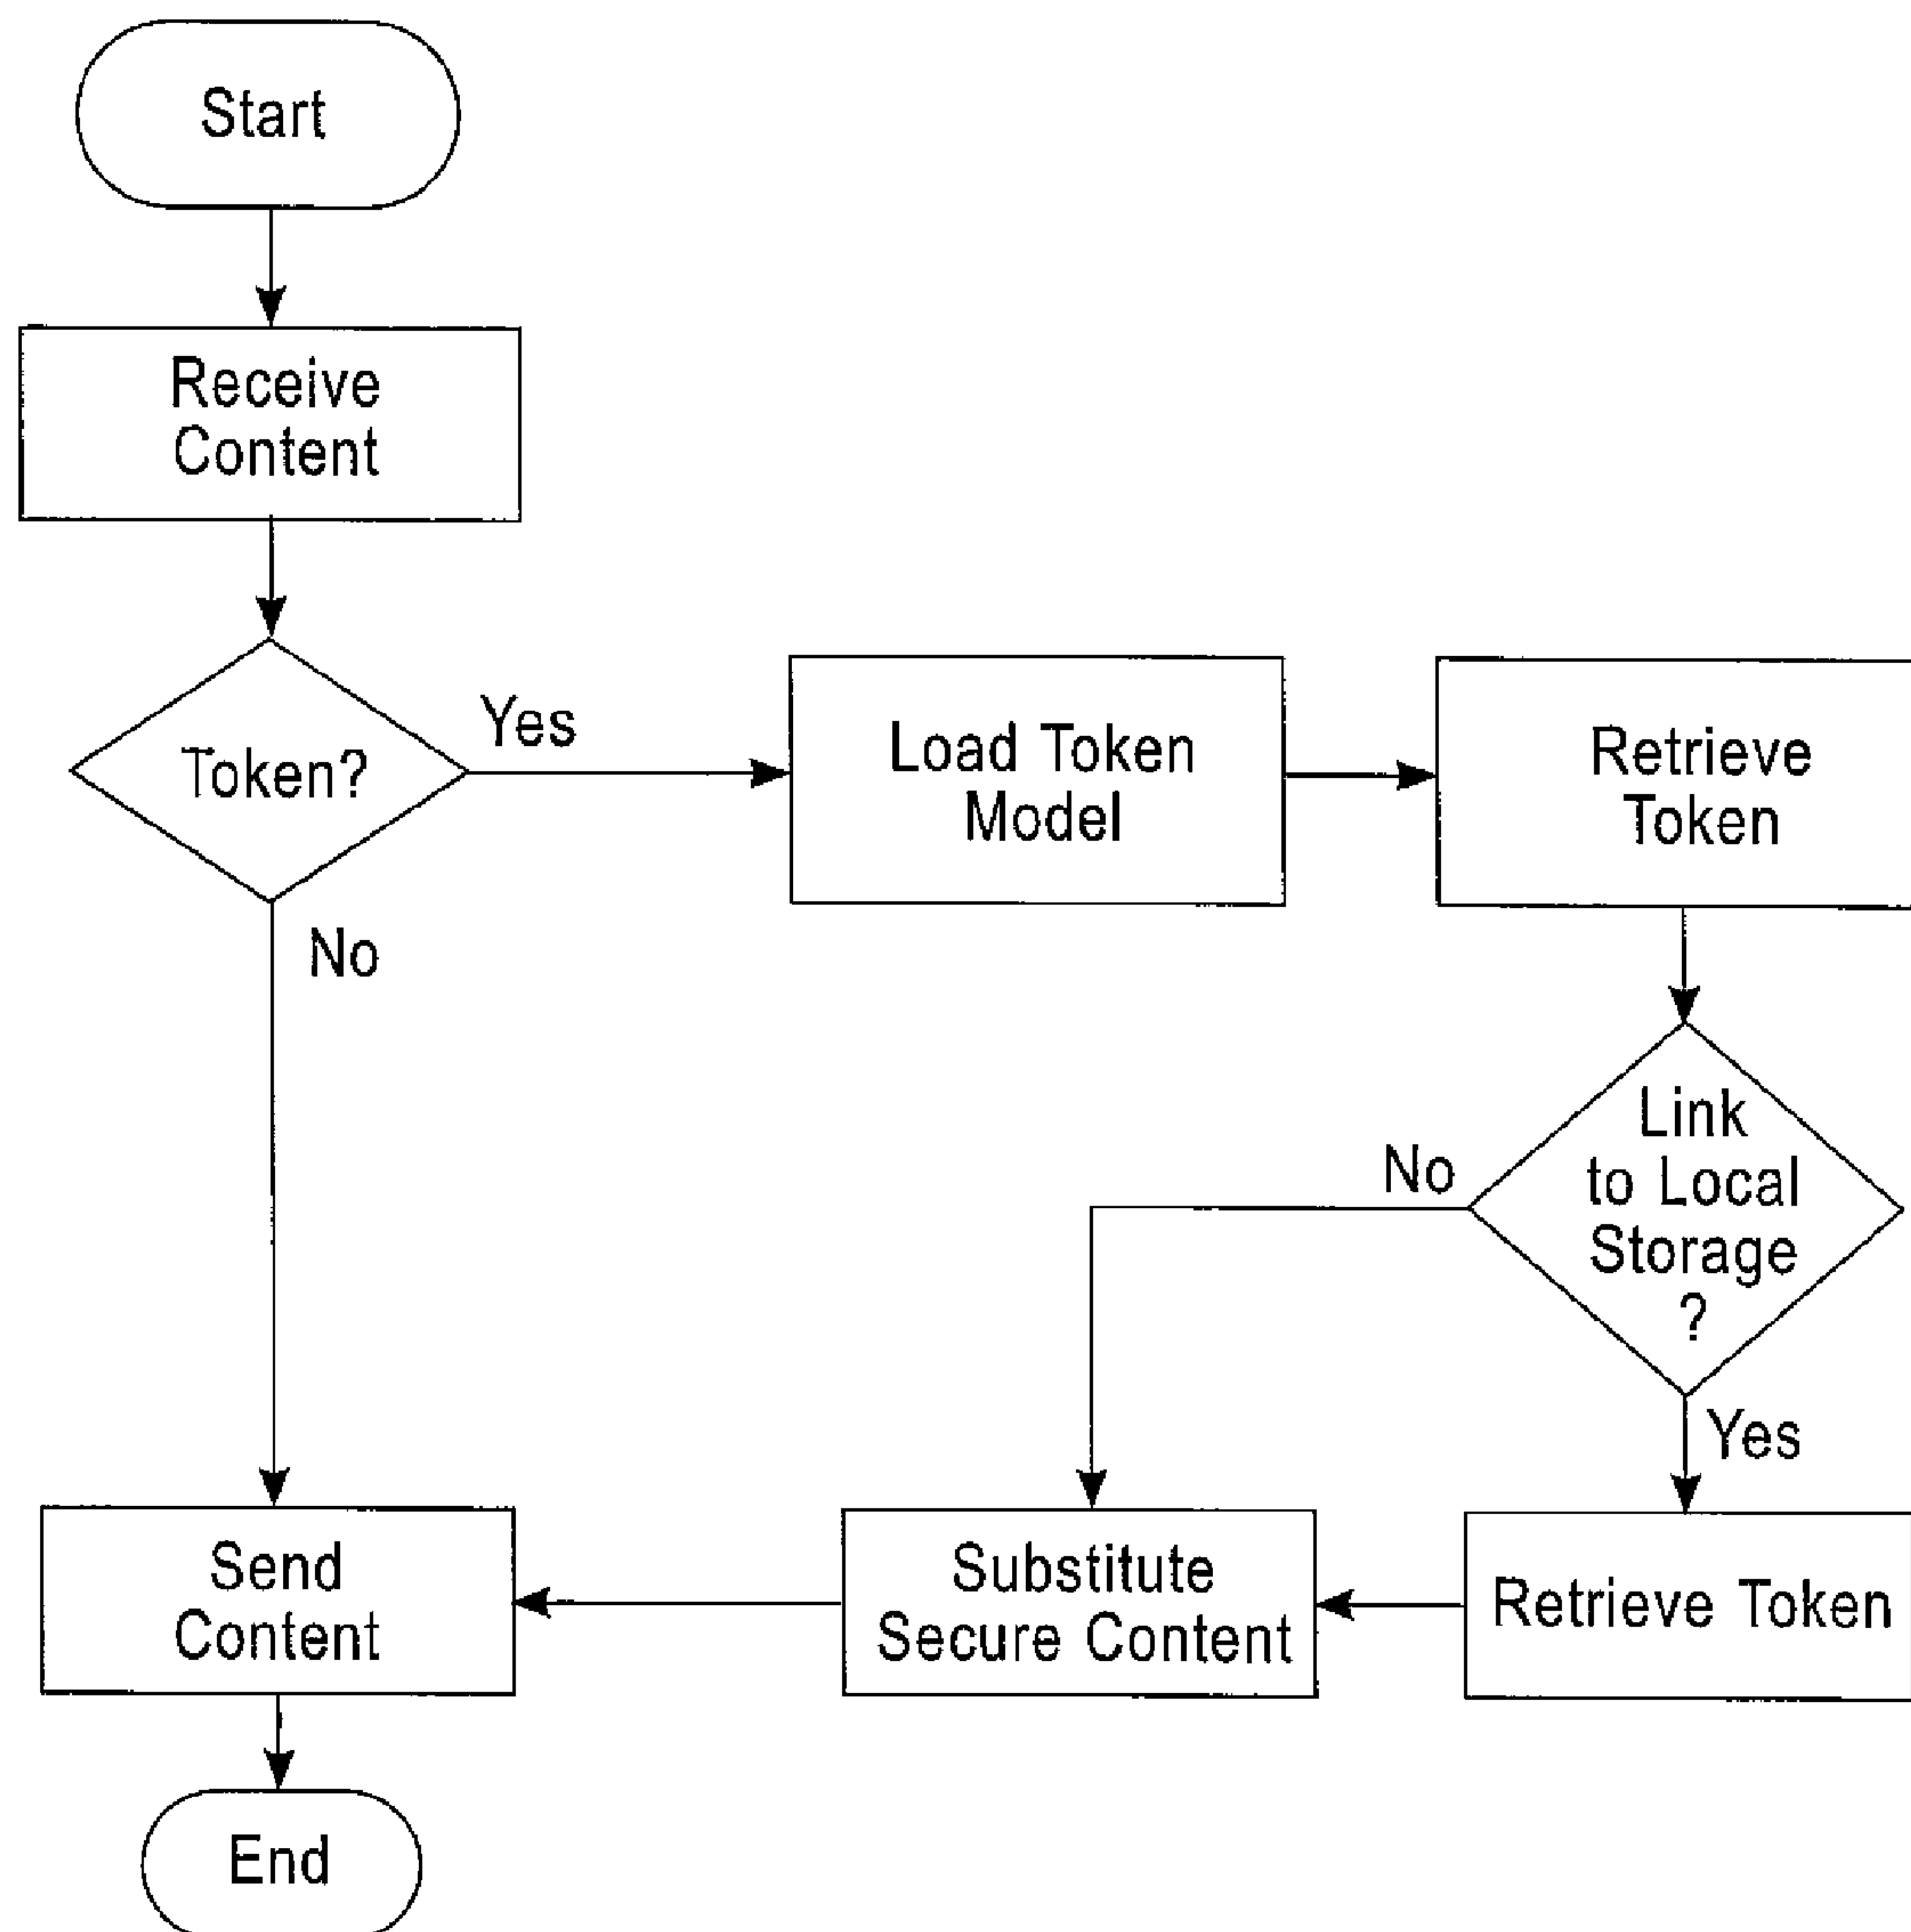 Start
Receive
Content
Token?
Yes
No
Load Token
Model
Retrieve
Token
Link
to Local
Storage
?
No
Yes
Retrieve Token
Substitute
Secure Content
Send
Content
End